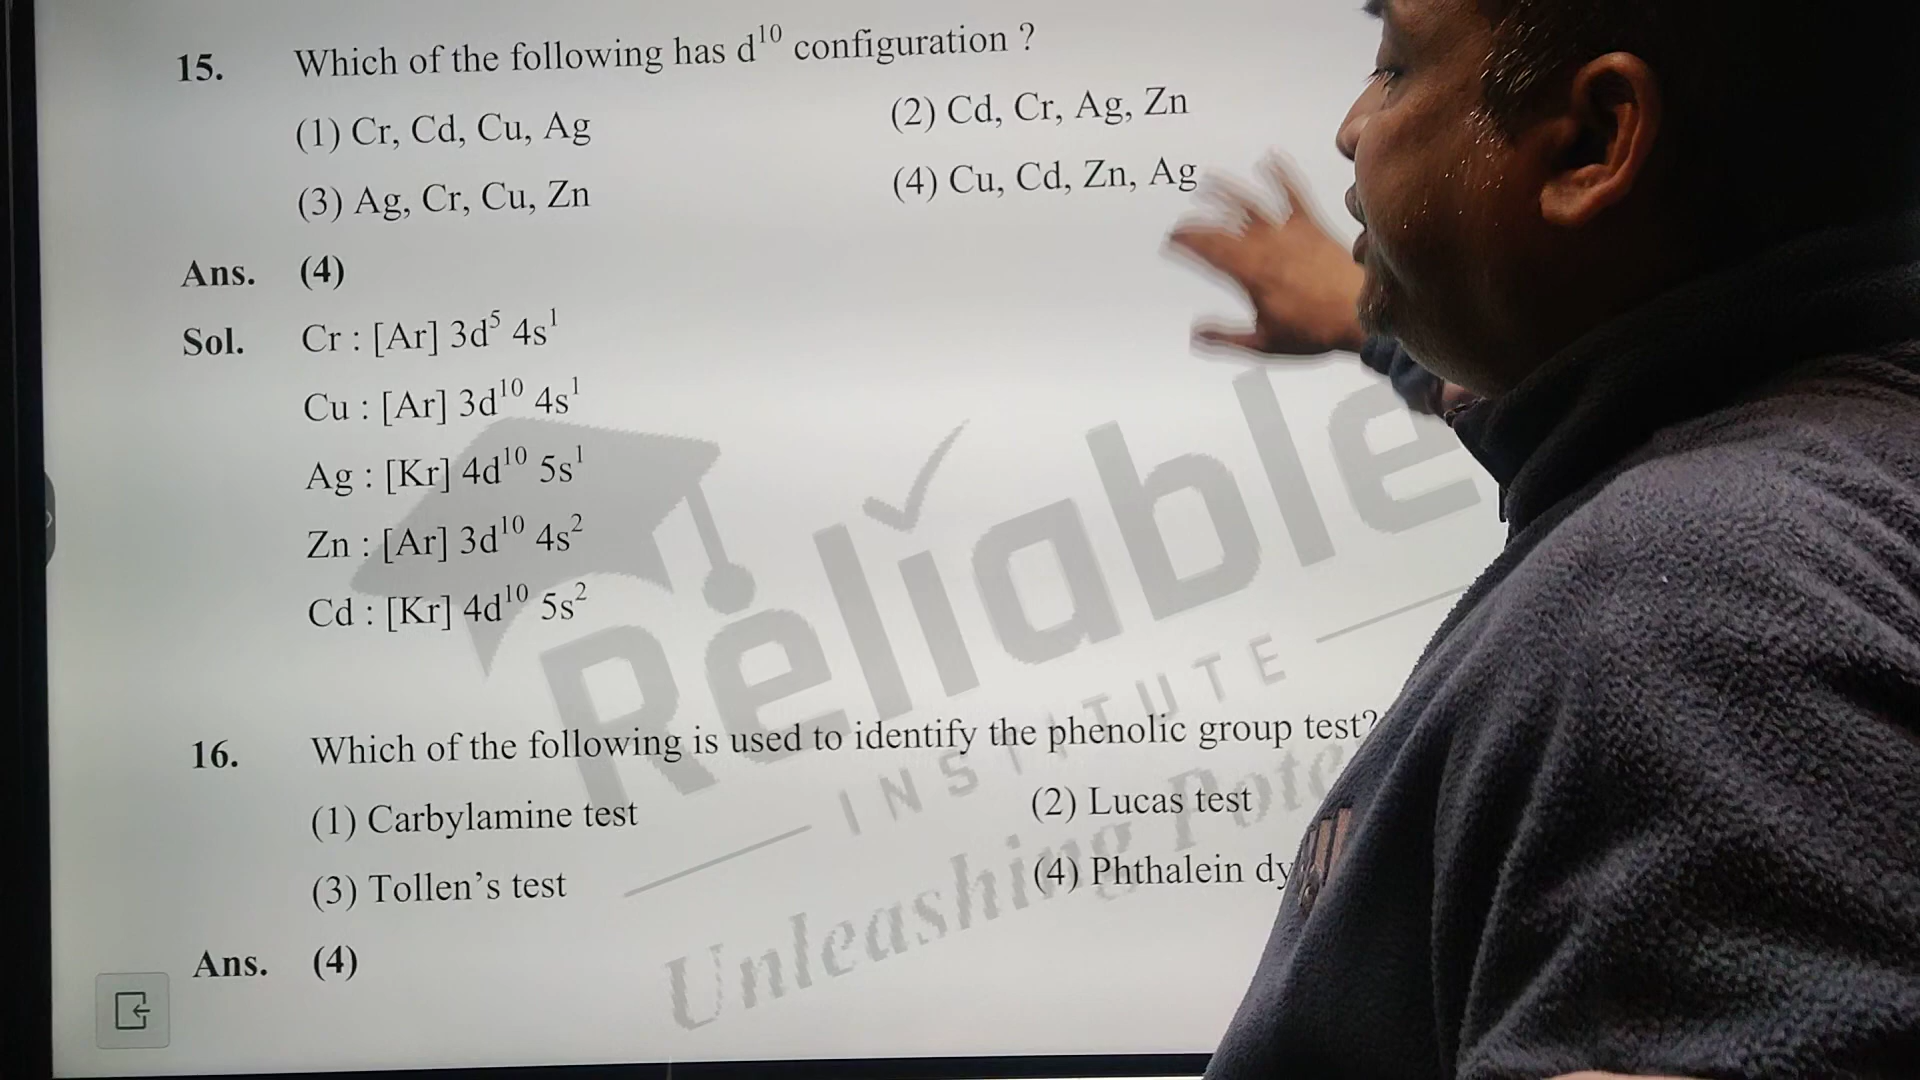 15. Which of the following has d¹⁰ configuration ?
(1) Cr, Cd, Cu, Ag (2) Cd, Cr, Ag, Zn
(3) Ag, Cr, Cu, Zn (4) Cu, Cd, Zn, Ag
Ans. (4)
Sol. Cr : [Ar] 3d⁵ 4s¹
Cu : [Ar] 3d¹⁰ 4s¹
Ag : [Kr] 4d¹⁰ 5s¹
Zn : [Ar] 3d¹⁰ 4s²
Cd : [Kr] 4d¹⁰ 5s²
Reliable
INSTITUTE
Unleashing
16. Which of the following is used to identify the phenolic group test?
(1) Carbylamine test (2) Lucas test
(3) Tollen’s test (4) Phthalein
Ans. (4)